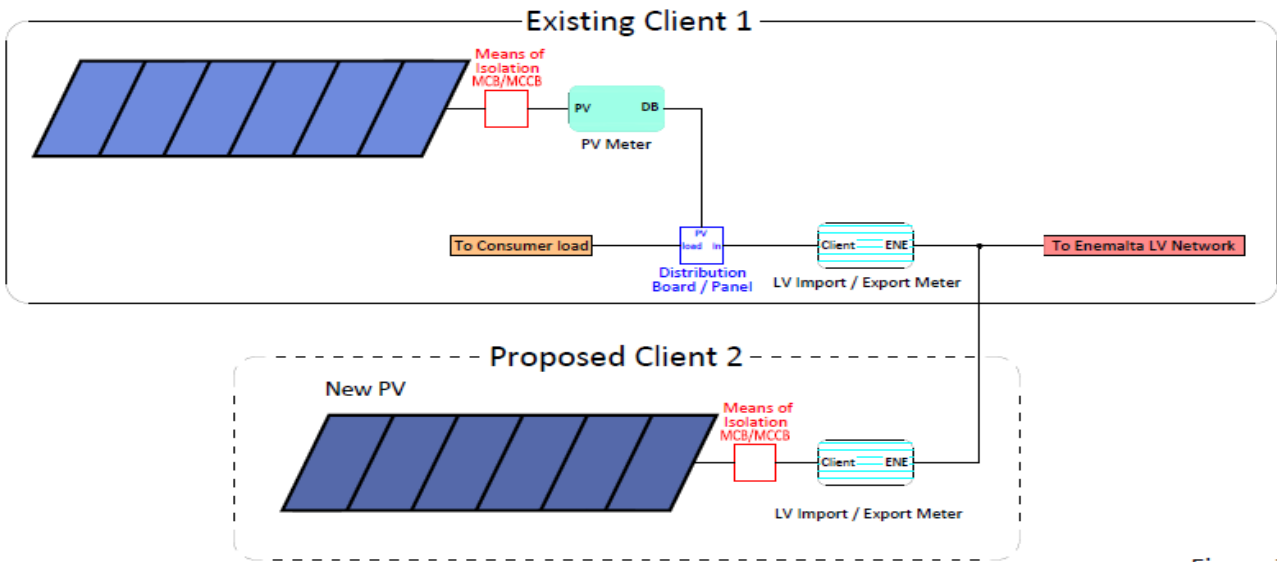 Existing Client 1
Means of
Isolation
MCB/MCCB
PV DB
PV Meter
To Consumer load
PV
load in
Distribution
Board / Panel
Client ENE
LV Import / Export Meter
To Enemalta LV Network
Proposed Client 2
New PV
Means of
Isolation
MCB/MCCB
Client ENE
LV Import / Export Meter